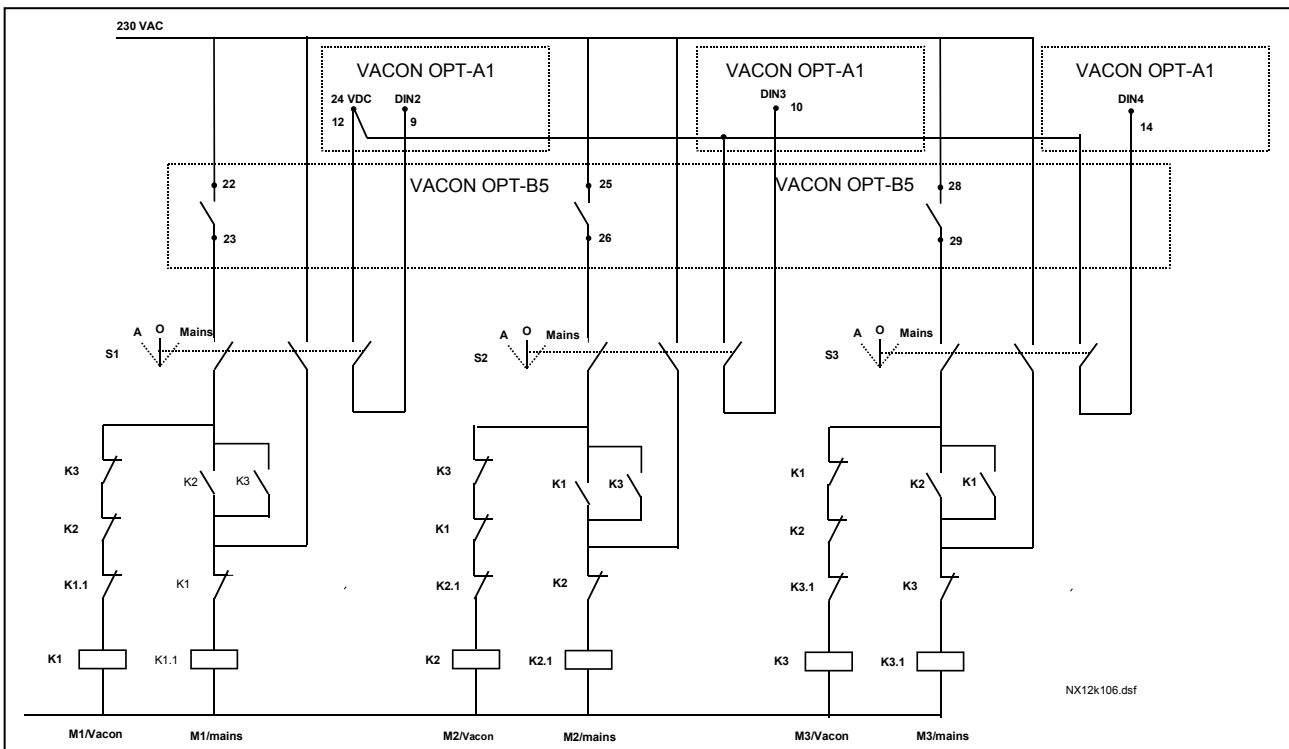 230 VAC
VACON OPT-A1
24 VDC DIN2
12 9
VACON OPT-A1
DIN3
10
VACON OPT-A1
DIN4
14
VACON OPT-B5
VACON OPT-B5
22
23
25
26
28
29
A O Mains
S1
A O Mains
S2
A O Mains
S3
K3
K2
K1.1
K2 K3
K1
K3
K1
K2.1
K1 K3
K2
K1
K2
K3.1
K2 K1
K3
K1
K1.1
K2
K2.1
K3
K3.1
NX12k106.dsf
M1/Vacon M1/mains M2/Vacon M2/mains M3/Vacon M3/mains